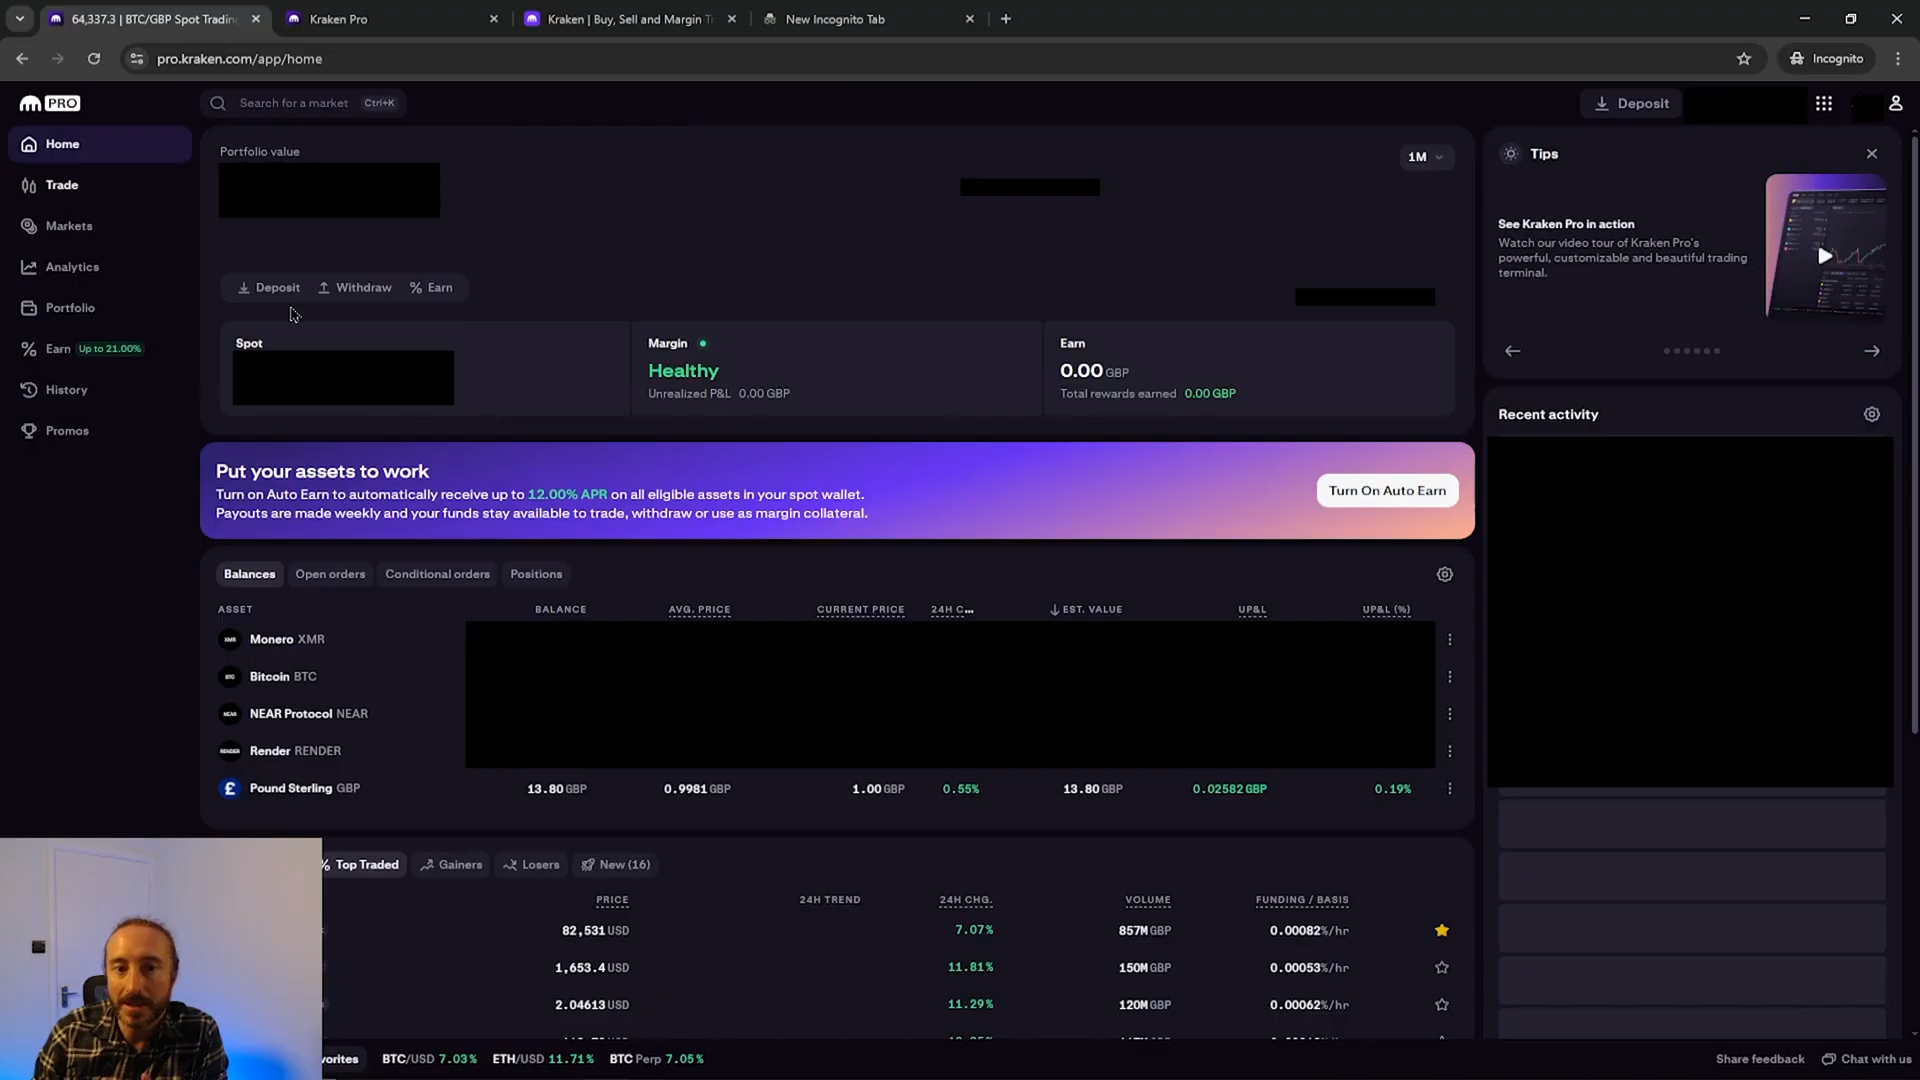 64,337.3 | BTC/GBP Spot Tradin
Kraken Pro
Kraken | Buy, Sell and Margin T
New Incognito Tab
pro.kraken.com/app/home
Incognito
PRO
Search for a market Ctrl+K
Deposit
Home
Trade
Markets
Analytics
Portfolio
Earn Up to 21.00%
History
Promos
Portfolio value
1M
Deposit Withdraw % Earn
Spot
Margin
Healthy
Unrealized P&L 0.00 GBP
Earn
0.00 GBP
Total rewards earned 0.00 GBP
Tips
See Kraken Pro in action
Watch our video tour of Kraken Pro's
powerful, customizable and beautiful trading
terminal.
Recent activity
Put your assets to work
Turn on Auto Earn to automatically receive up to 12.00% APR on all eligible assets in your spot wallet.
Payouts are made weekly and your funds stay available to trade, withdraw or use as margin collateral.
Turn On Auto Earn
Balances Open orders Conditional orders Positions
ASSET BALANCE AVG. PRICE CURRENT PRICE 24H C... EST. VALUE UP&L UP&L (%)
XMR Monero XMR
BTC Bitcoin BTC
NEAR NEAR Protocol NEAR
RENDER Render RENDER
£ Pound Sterling GBP 13.80 GBP 0.9981 GBP 1.00 GBP 0.55% 13.80 GBP 0.02582 GBP 0.19%
Top Traded Gainers Losers New (16)
PRICE 24H TREND 24H CHG. VOLUME FUNDING / BASIS
82,531 USD 7.07% 857M GBP 0.00082%/hr
1,653.4 USD 11.81% 150M GBP 0.00053%/hr
2.04613 USD 11.29% 120M GBP 0.00062%/hr
vorites BTC/USD 7.03% ETH/USD 11.71% BTC Perp 7.05%
Share feedback Chat with us